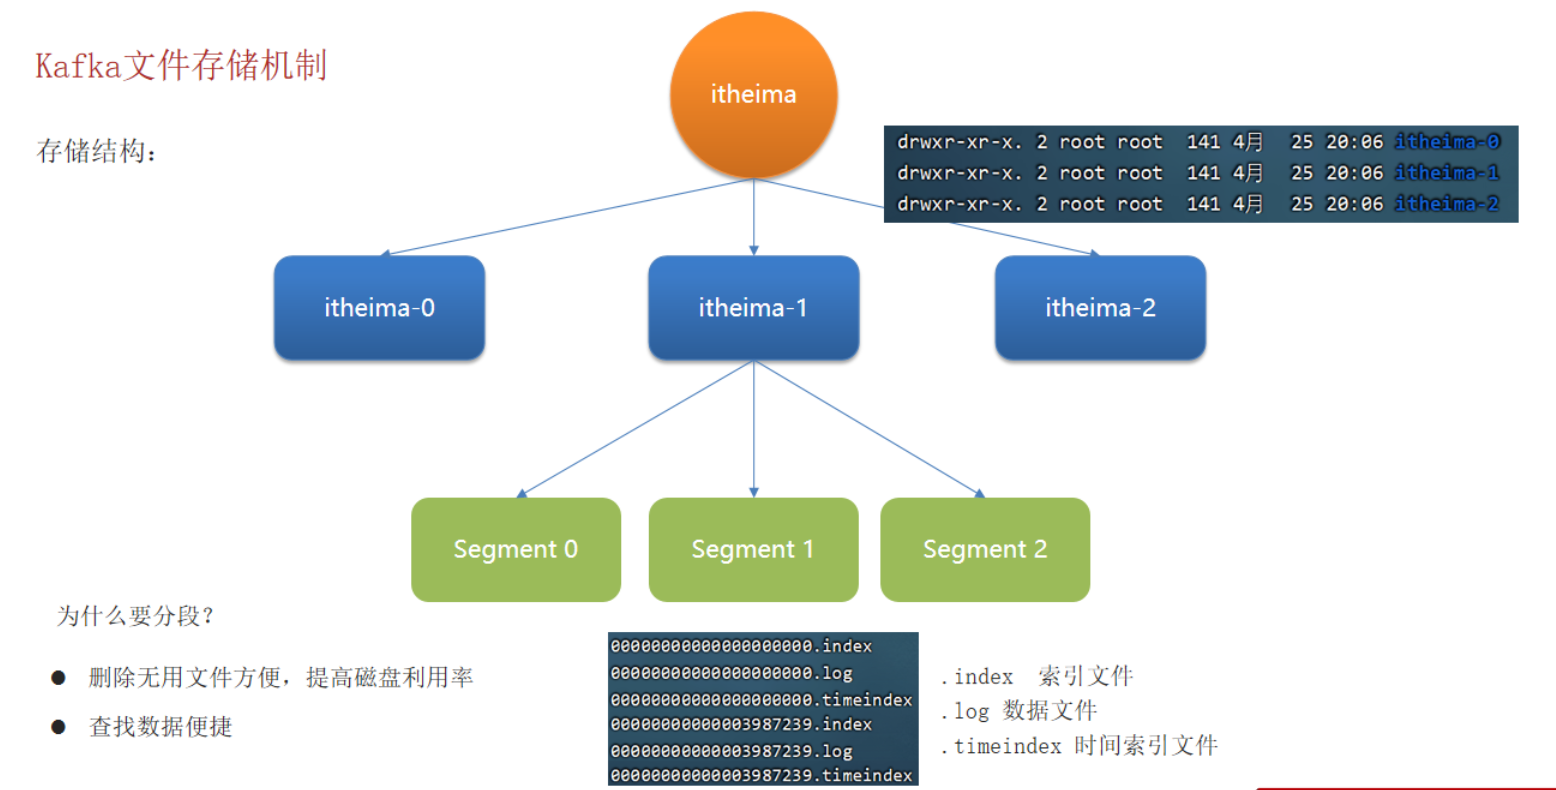 Kafka文件存储机制
itheima
存储结构：
drwxr-xr-x. 2 root root 141 4月 25 20:06 itheima-0
drwxr-xr-x. 2 root root 141 4月 25 20:06 itheima-1
drwxr-xr-x. 2 root root 141 4月 25 20:06 itheima-2
itheima-0
itheima-1
itheima-2
Segment 0
Segment 1
Segment 2
为什么要分段？
● 删除无用文件方便，提高磁盘利用率
● 查找数据便捷
00000000000000000000.index
00000000000000000000.log
00000000000000000000.timeindex
00000000000003987239.index
00000000000003987239.log
00000000000003987239.timeindex
.index 索引文件
.log 数据文件
.timeindex 时间索引文件